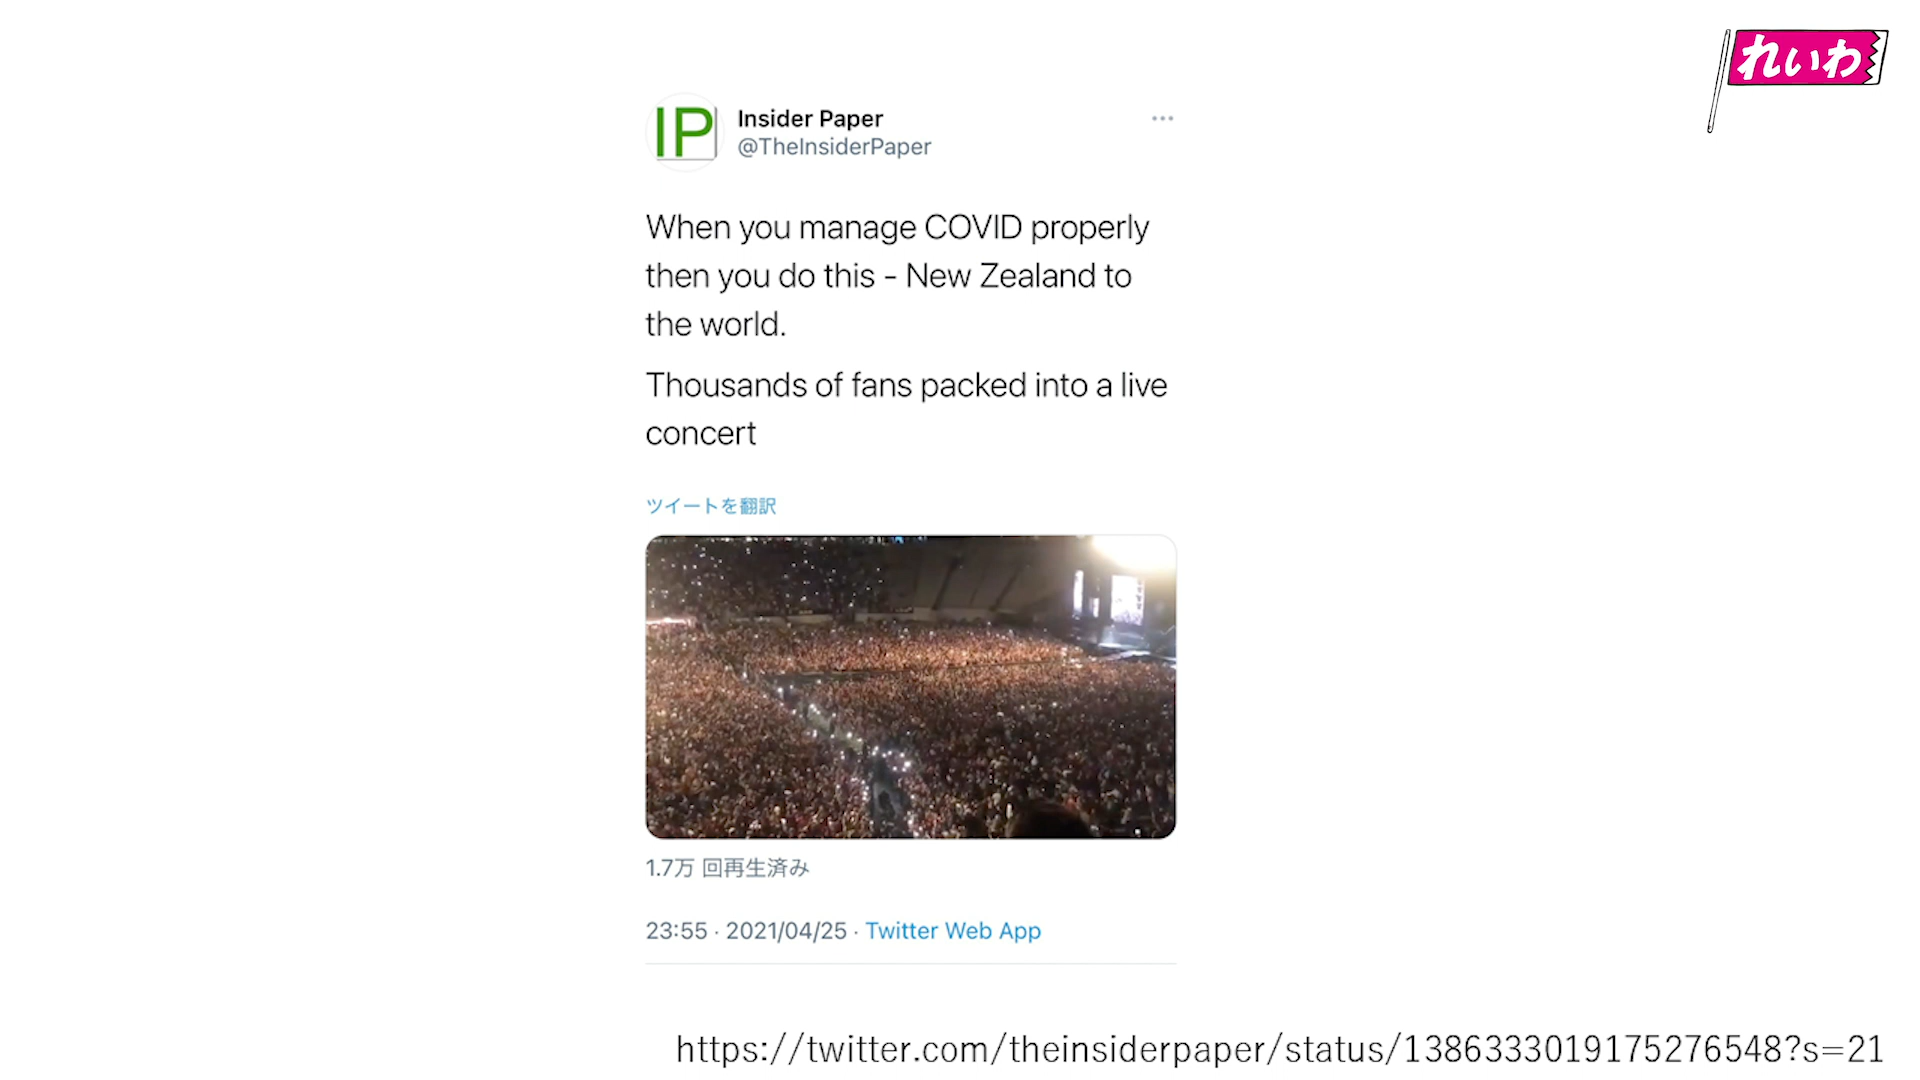 れいわ
IP
Insider Paper
@TheInsiderPaper
When you manage COVID properly
then you do this - New Zealand to
the world.
Thousands of fans packed into a live
concert
ツイートを翻訳
1.7万 回再生済み
23:55 · 2021/04/25 · Twitter Web App
https://twitter.com/theinsiderpaper/status/1386333019175276548?s=21